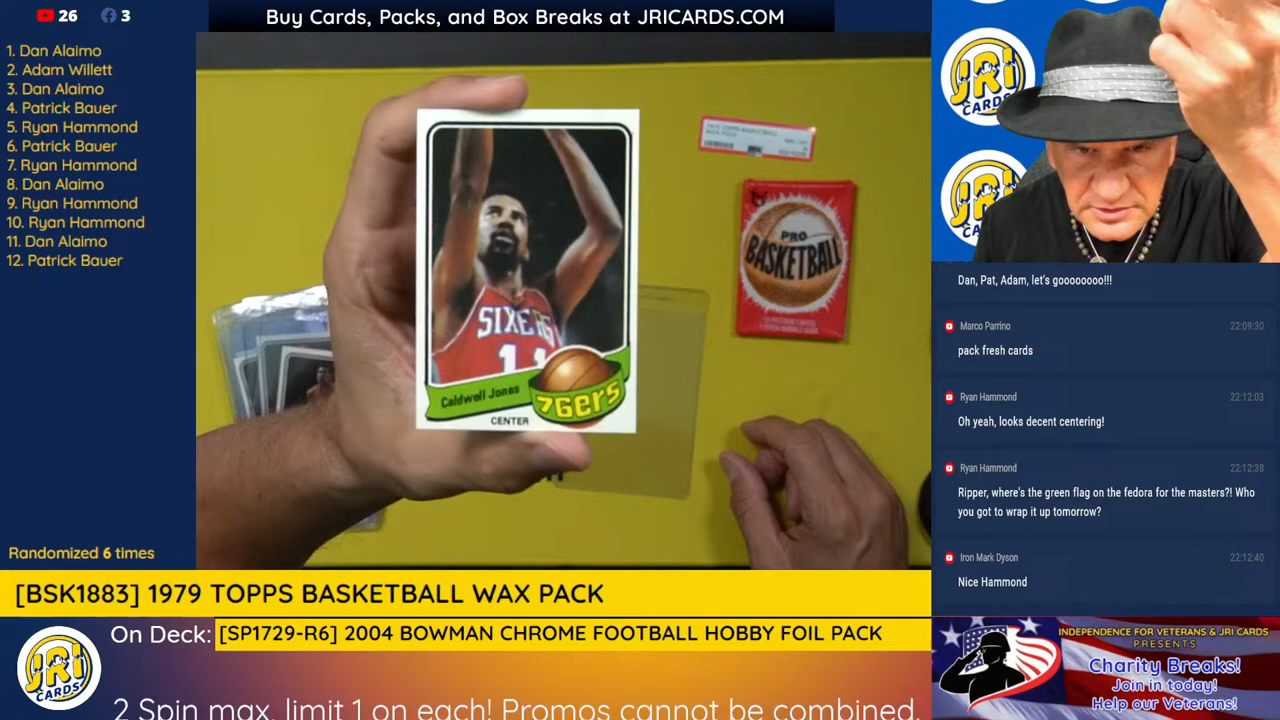 26
3
Buy Cards, Packs, and Box Breaks at JRICARDS.COM
1. Dan Alaimo
2. Adam Willett
3. Dan Alaimo
4. Patrick Bauer
5. Ryan Hammond
6. Patrick Bauer
7. Ryan Hammond
8. Dan Alaimo
9. Ryan Hammond
10. Ryan Hammond
11. Dan Alaimo
12. Patrick Bauer
Randomized 6 times
SIXERS
11
Caldwell Jones
76ers
CENTER
PRO
BASKETBALL
JRI
CARDS
JRI
Dan, Pat, Adam, let's goooooooo!!!
Marco Parrino 22:09:30
pack fresh cards
Ryan Hammond 22:12:03
Oh yeah, looks decent centering!
Ryan Hammond 22:12:38
Ripper, where's the green flag on the fedora for the masters?! Who
you got to wrap it up tomorrow?
Iron Mark Dyson 22:12:40
Nice Hammond
[BSK1883] 1979 TOPPS BASKETBALL WAX PACK
On Deck: [SP1729-R6] 2004 BOWMAN CHROME FOOTBALL HOBBY FOIL PACK
JRI
CARDS
2 Spin max, limit 1 on each! Promos cannot be combined.
INDEPENDENCE FOR VETERANS & JRI CARDS
PRESENTS
Charity Breaks!
Join in today!
Help our Veterans!